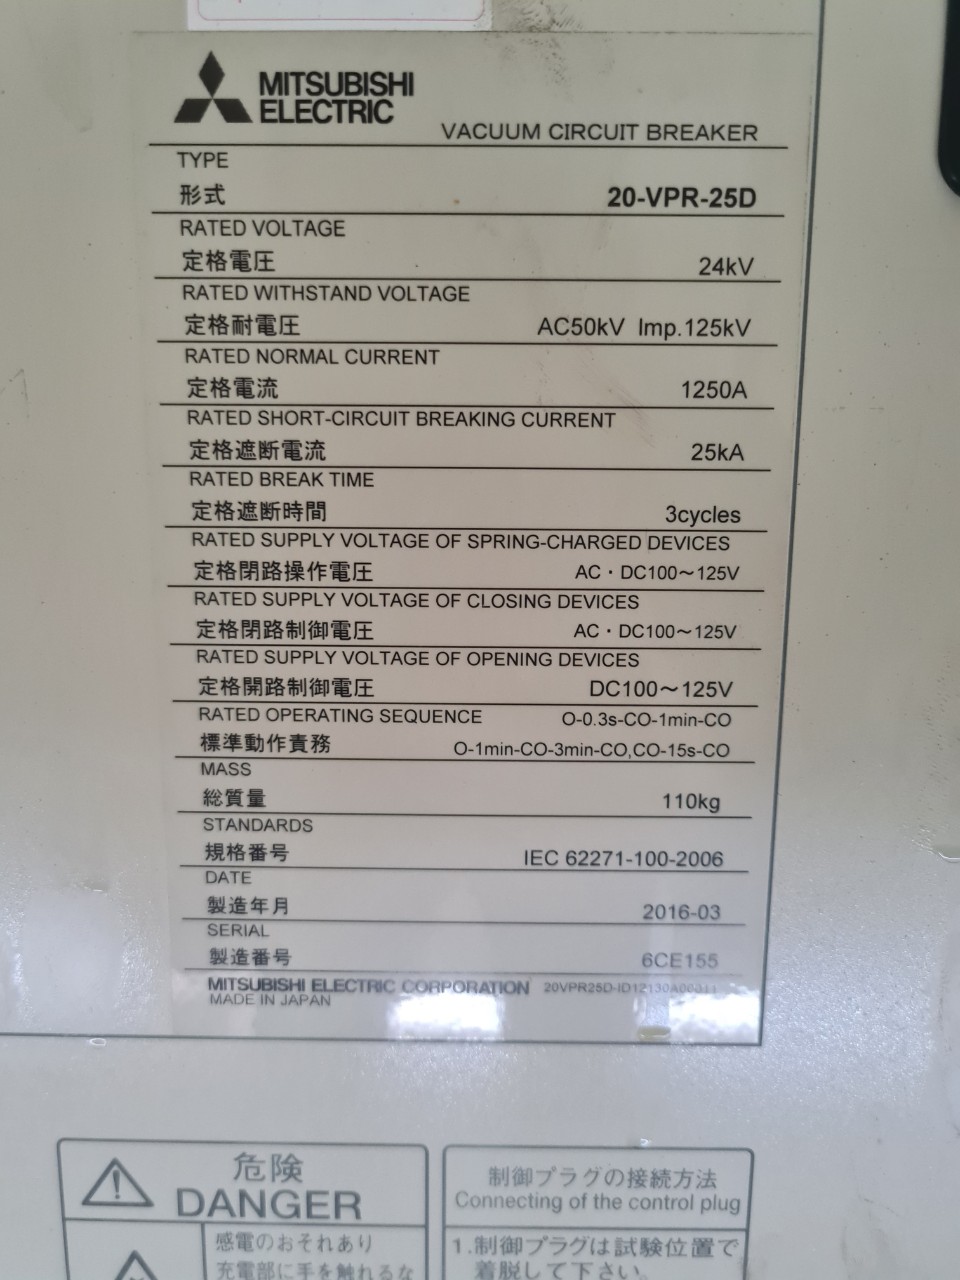 MITSUBISHI
ELECTRIC
VACUUM CIRCUIT BREAKER
TYPE
形式 20-VPR-25D
RATED VOLTAGE
定格電圧 24kV
RATED WITHSTAND VOLTAGE
定格耐電圧 AC50kV Imp.125kV
RATED NORMAL CURRENT
定格電流 1250A
RATED SHORT-CIRCUIT BREAKING CURRENT
定格遮断電流 25kA
RATED BREAK TIME
定格遮断時間 3cycles
RATED SUPPLY VOLTAGE OF SPRING-CHARGED DEVICES
定格閉路操作電圧 AC・DC100～125V
RATED SUPPLY VOLTAGE OF CLOSING DEVICES
定格閉路制御電圧 AC・DC100～125V
RATED SUPPLY VOLTAGE OF OPENING DEVICES
定格開路制御電圧 DC100～125V
RATED OPERATING SEQUENCE O-0.3s-CO-1min-CO
標準動作責務 O-1min-CO-3min-CO,CO-15s-CO
MASS
総質量 110kg
STANDARDS
規格番号 IEC 62271-100-2006
DATE
製造年月 2016-03
SERIAL
製造番号 6CE155
MITSUBISHI ELECTRIC CORPORATION
MADE IN JAPAN
危険
DANGER
感電のおそれあり
充電部に手を触れるな
制御プラグの接続方法
Connecting of the control plug
1.制御プラグは試験位置で
着脱して下さい。